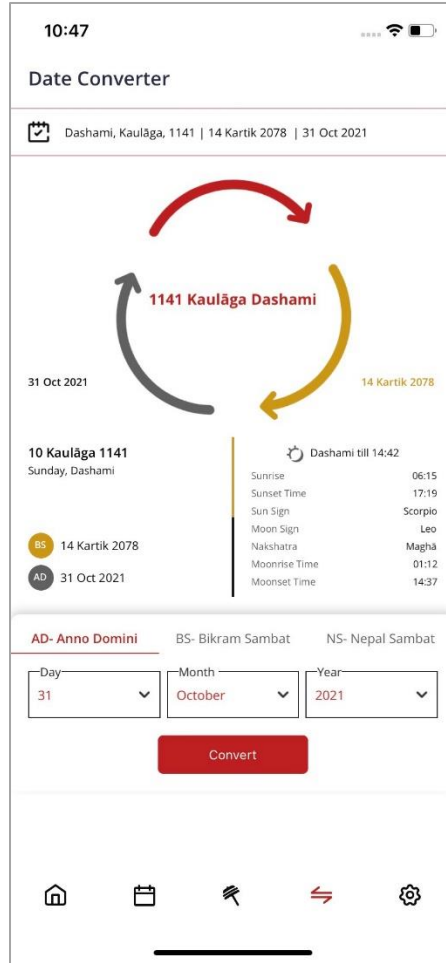 10:47
Date Converter
Dashami, Kaulāga, 1141 | 14 Kartik 2078 | 31 Oct 2021
1141 Kaulāga Dashami
31 Oct 2021
14 Kartik 2078
10 Kaulāga 1141
Sunday, Dashami
BS 14 Kartik 2078
AD 31 Oct 2021
Dashami till 14:42
Sunrise 06:15
Sunset Time 17:19
Sun Sign Scorpio
Moon Sign Leo
Nakshatra Maghā
Moonrise Time 01:12
Moonset Time 14:37
AD- Anno Domini BS- Bikram Sambat NS- Nepal Sambat
Day Month Year
31 October 2021
Convert